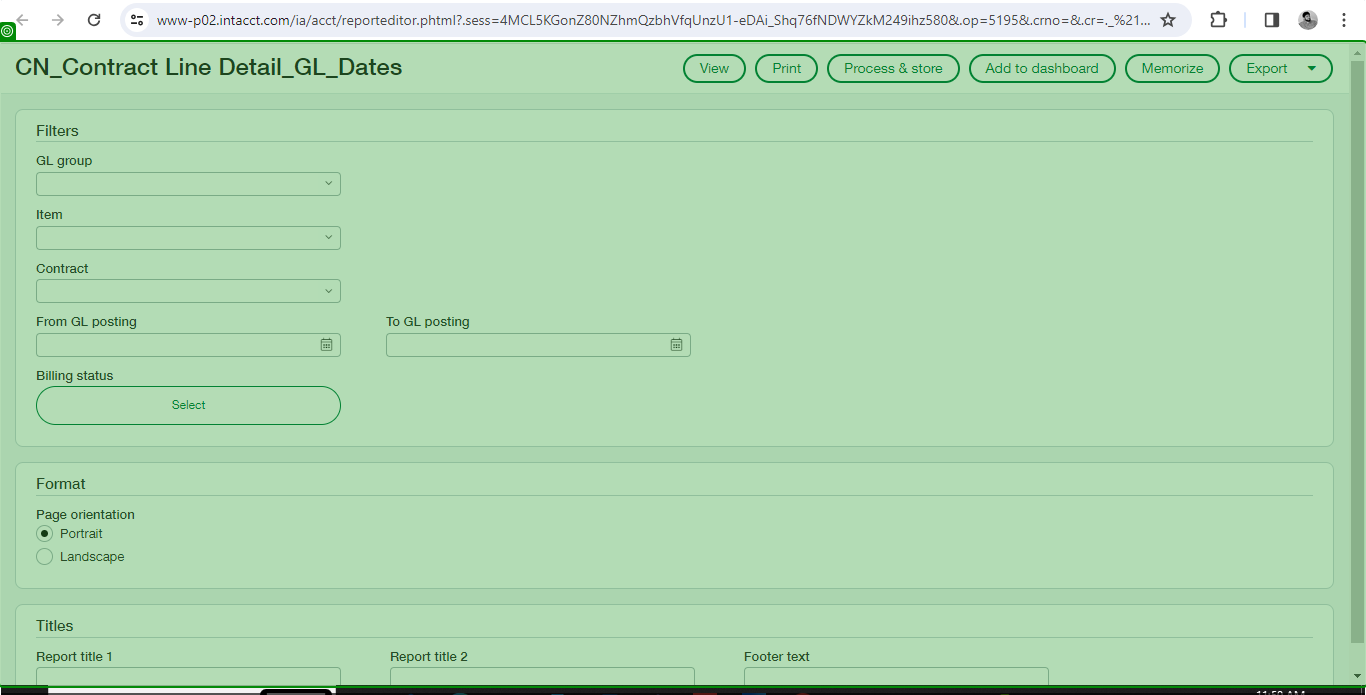 www-p02.intacct.com/ia/acct/reporteditor.phtml?.sess=4MCL5KGonZ80NZhmQzbhVfqUnzU1-eDAi_Shq76fNDWYZkM249ihz580&.op=5195&.crno=&.cr=._%21...
CN_Contract Line Detail_GL_Dates
View Print Process & store Add to dashboard Memorize Export
Filters
GL group
Item
Contract
From GL posting To GL posting
Billing status
Select
Format
Page orientation
Portrait
Landscape
Titles
Report title 1 Report title 2 Footer text